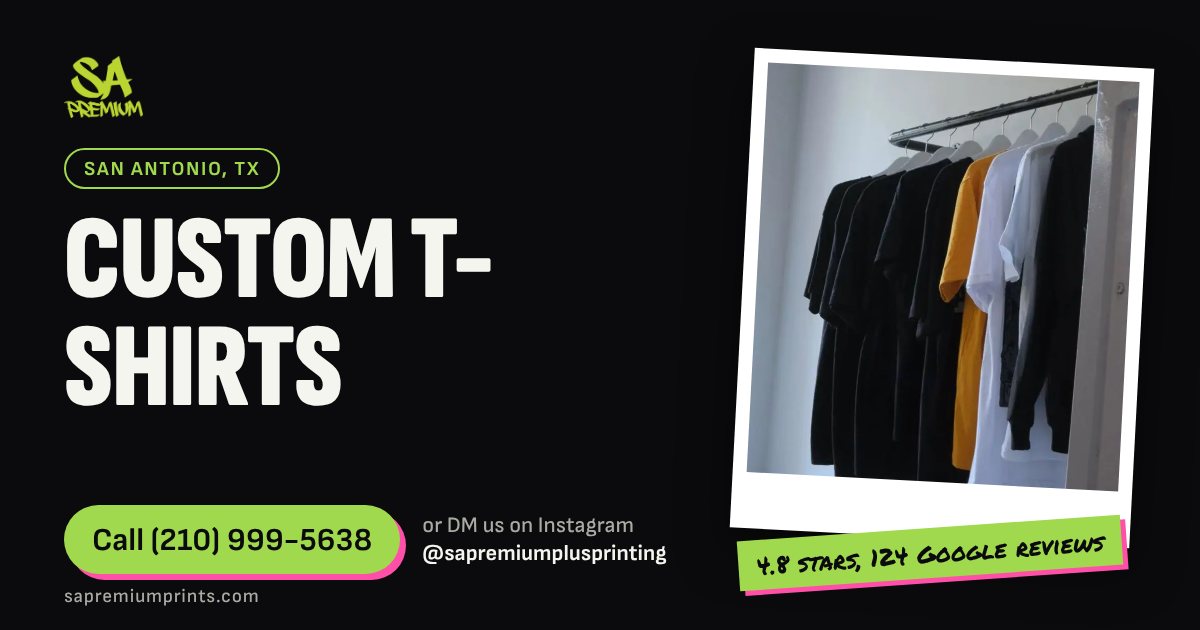 SA
PREMIUM
SAN ANTONIO, TX
CUSTOM T-
SHIRTS
Call (210) 999-5638
or DM us on Instagram
@sapremiumplusprinting
sapremiumprints.com
4.8 STARS, 124 GOOGLE REVIEWS